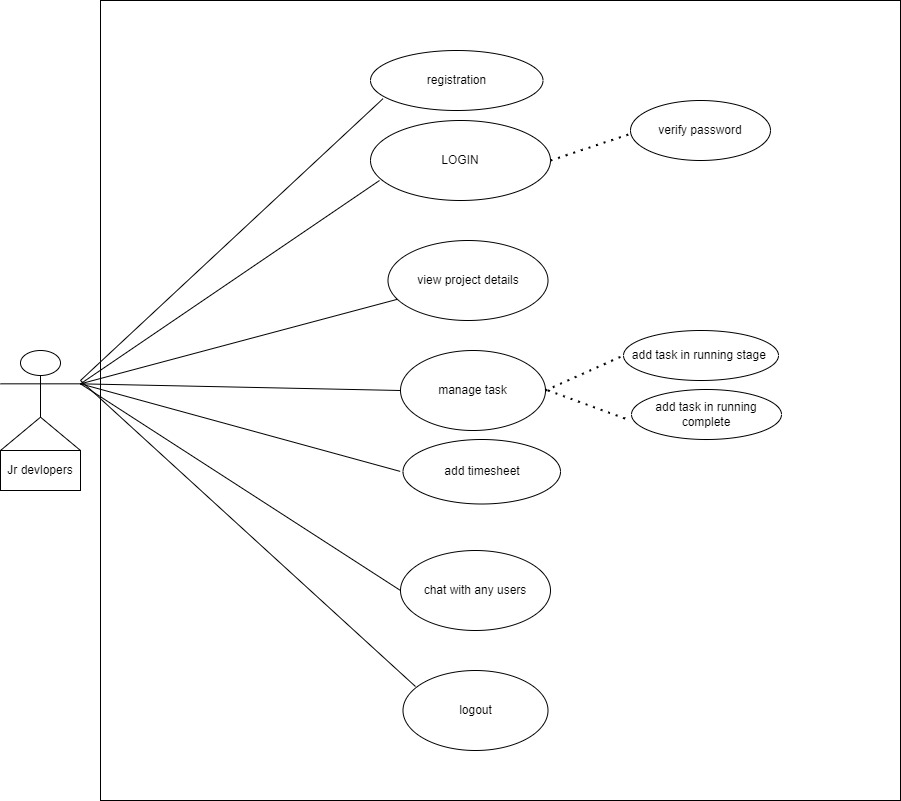 registration
verify password
LOGIN
view project details
add task in running stage
manage task
add task in running
complete
Jr devlopers
add timesheet
chat with any users
logout